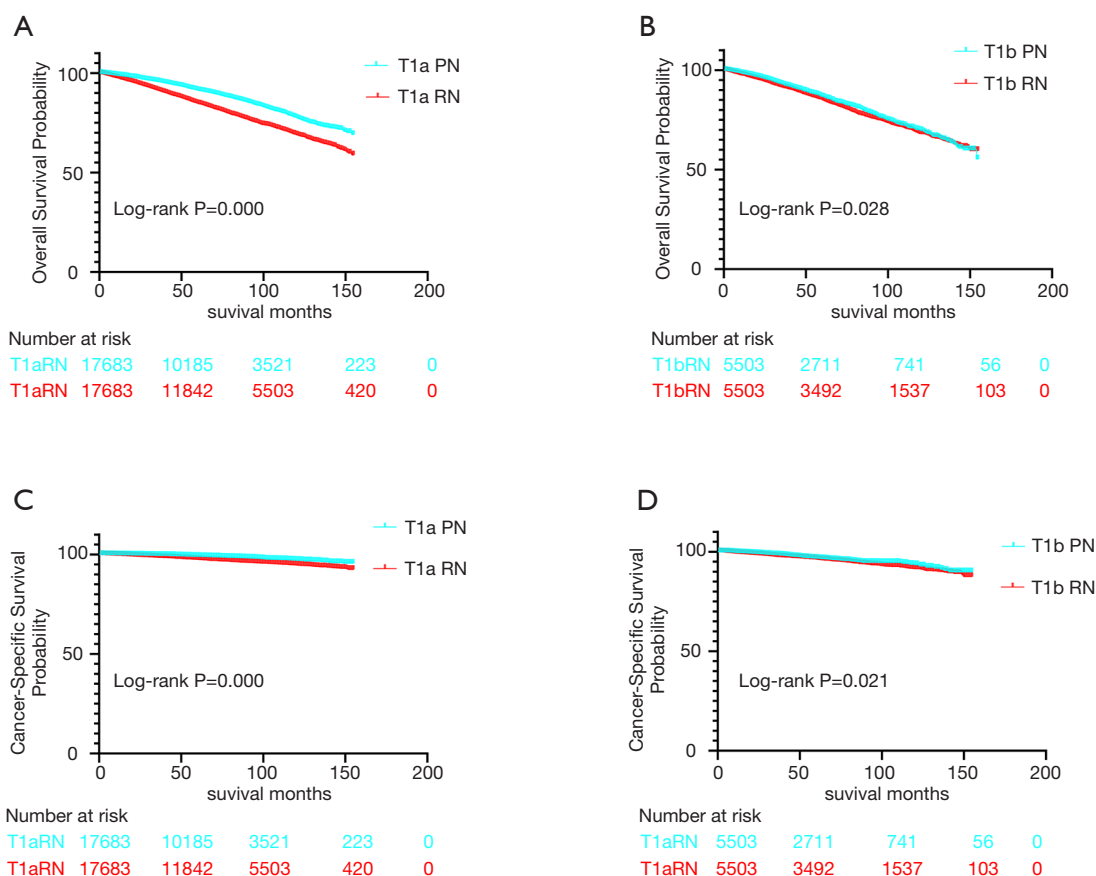 A
Overall Survival Probability
100
50
0
T1a PN
T1a RN
Log-rank P=0.000
0 50 100 150 200
suvival months
Number at risk
T1aRN 17683 10185 3521 223 0
T1aRN 17683 11842 5503 420 0
B
Overall Survival Probability
100
50
0
T1b PN
T1b RN
Log-rank P=0.028
0 50 100 150 200
suvival months
Number at risk
T1bRN 5503 2711 741 56 0
T1bRN 5503 3492 1537 103 0
C
Cancer-Specific Survival
Probability
100
50
0
T1a PN
T1a RN
Log-rank P=0.000
0 50 100 150 200
suvival months
Number at risk
T1aRN 17683 10185 3521 223 0
T1aRN 17683 11842 5503 420 0
D
Cancer-Specific Survival
Probability
100
50
0
T1b PN
T1b RN
Log-rank P=0.021
0 50 100 150 200
suvival months
Number at risk
T1aRN 5503 2711 741 56 0
T1aRN 5503 3492 1537 103 0